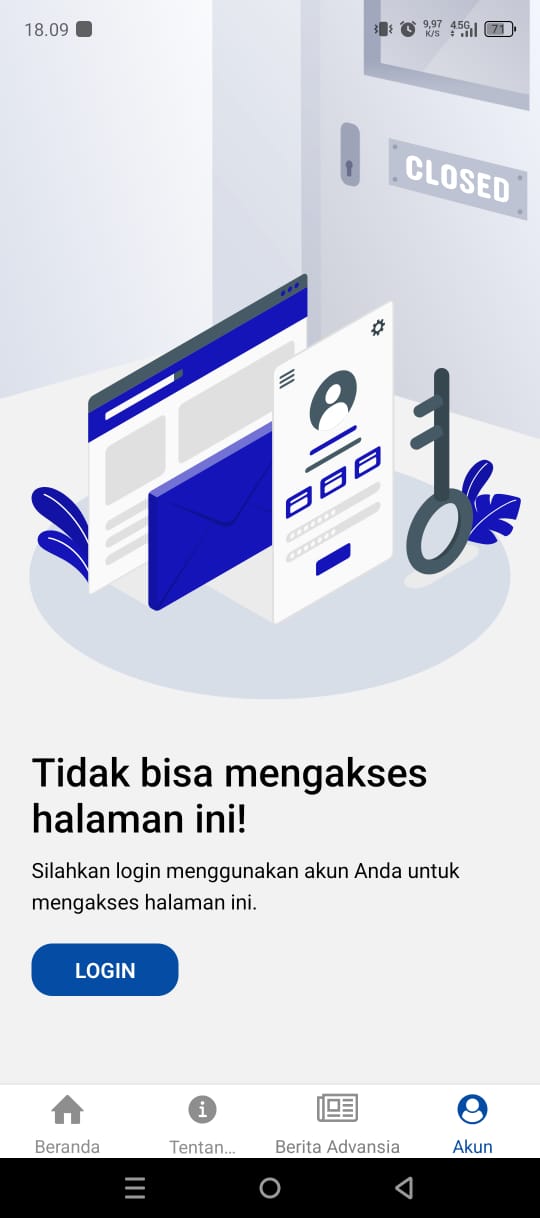 18.09
9,97
K/S
4.5G
71
CLOSED
Tidak bisa mengakses
halaman ini!
Silahkan login menggunakan akun Anda untuk
mengakses halaman ini.
LOGIN
Beranda
Tentan...
Berita Advansia
Akun